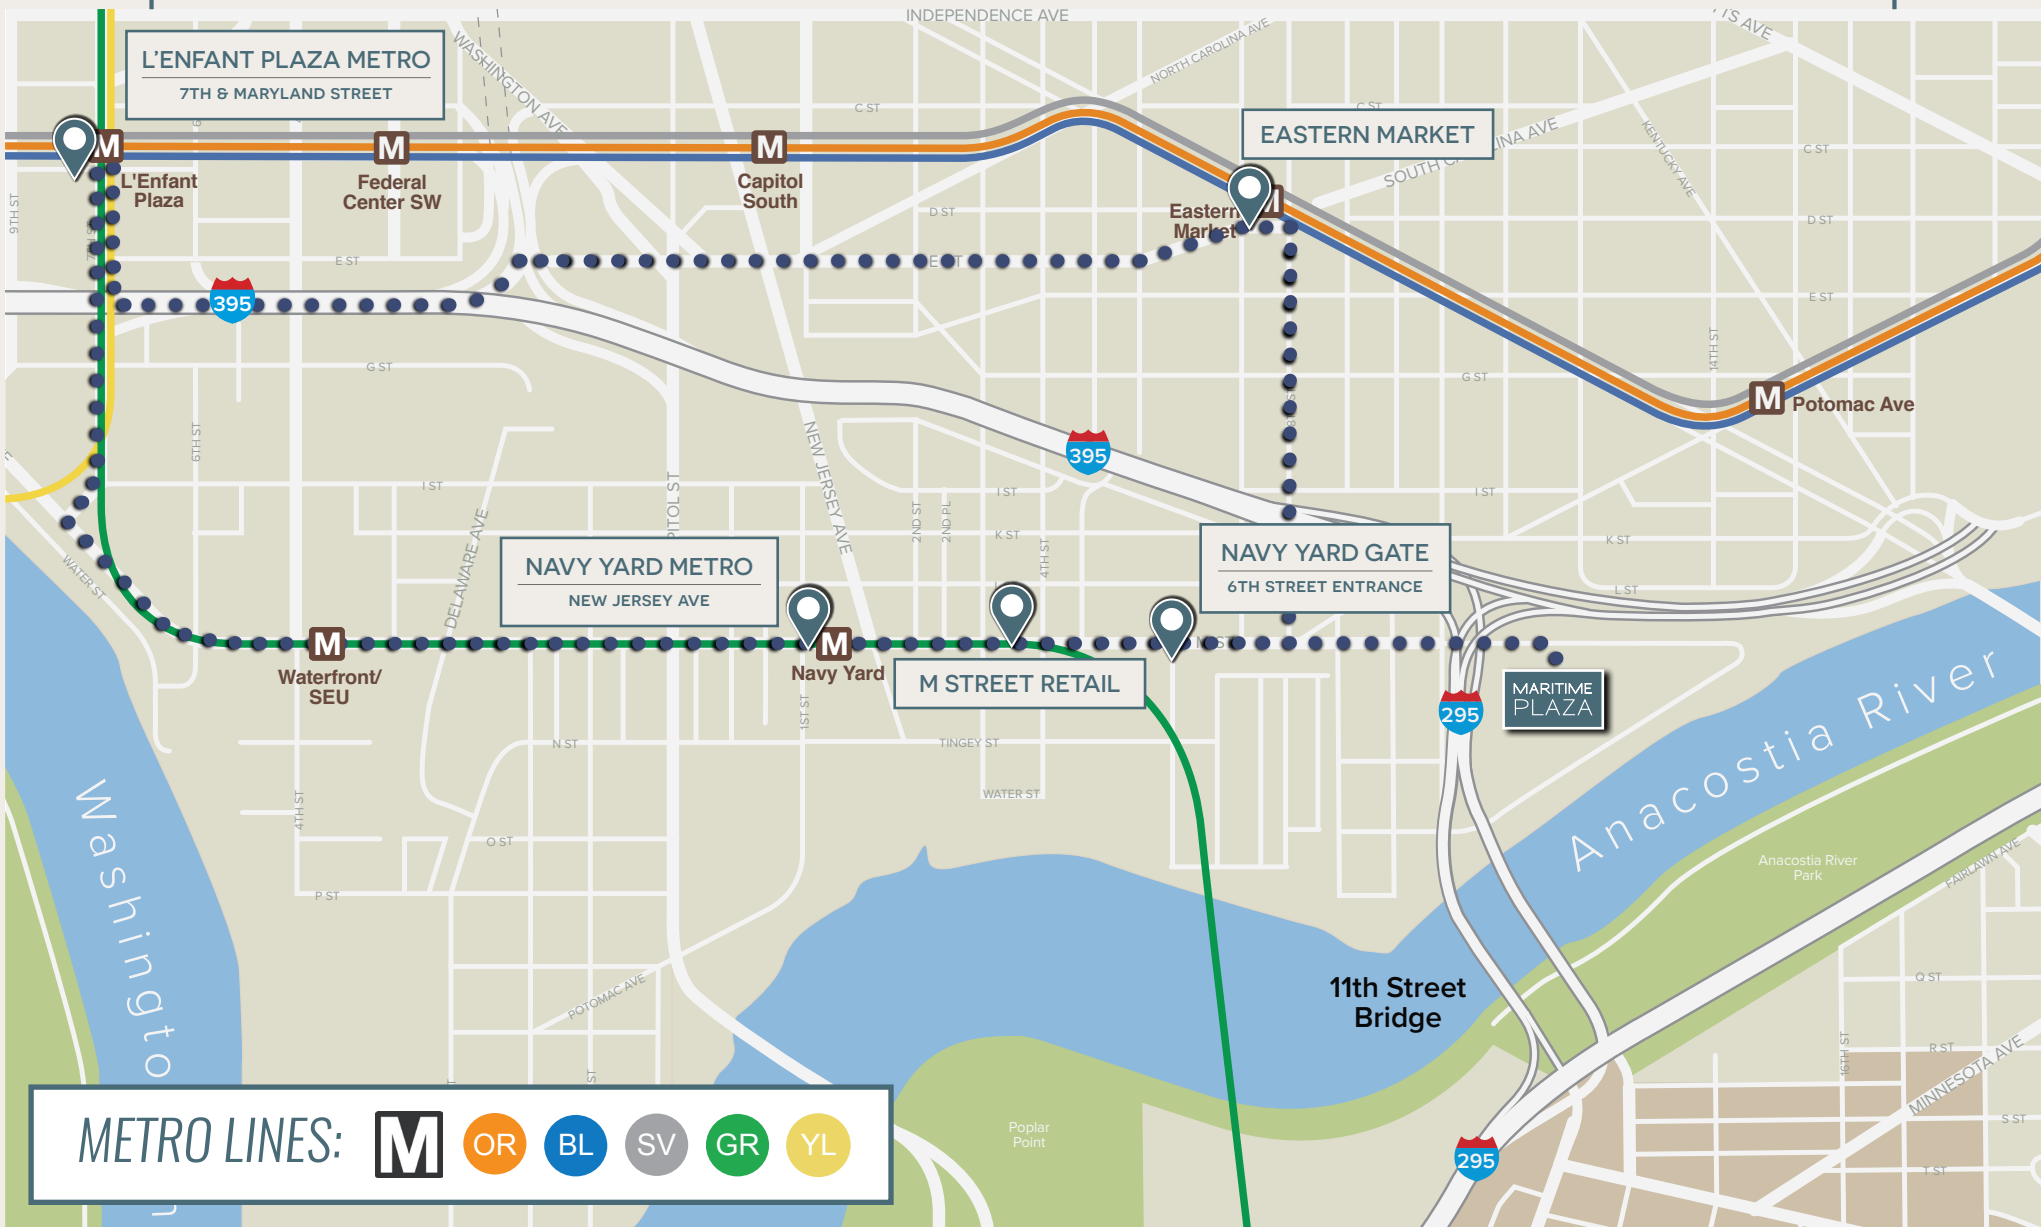 INDEPENDENCE AVE
L'ENFANT PLAZA METRO
7TH & MARYLAND STREET
WASHINGTON AVE
NORTH CAROLINA AVE
C ST
C ST
EASTERN MARKET
KENTUCKY AVE
C ST
M
L'Enfant
Plaza
M
Federal
Center SW
M
Capitol
South
Eastern
Market
9TH ST
D ST
D ST
E ST
E ST
395
G ST
G ST
14TH ST
M
Potomac Ave
6TH ST
NEW JERSEY AVE
395
I ST
I ST
I ST
2ND ST
2ND PL
K ST
K ST
4TH ST
L ST
WATER ST
DELAWARE AVE
NAVY YARD METRO
NEW JERSEY AVE
NAVY YARD GATE
6TH STREET ENTRANCE
M
Waterfront/
SEU
M
Navy Yard
M STREET RETAIL
MARITIME
PLAZA
295
1ST ST
N ST
TINGEY ST
WATER ST
4TH ST
O ST
P ST
POTOMAC AVE
Anacostia River
Anacostia River
Park
FAIRLAWN AVE
11th Street
Bridge
Q ST
R ST
16TH ST
MINNESOTA AVE
S ST
T ST
Poplar
Point
295
METRO LINES: M OR BL SV GR YL